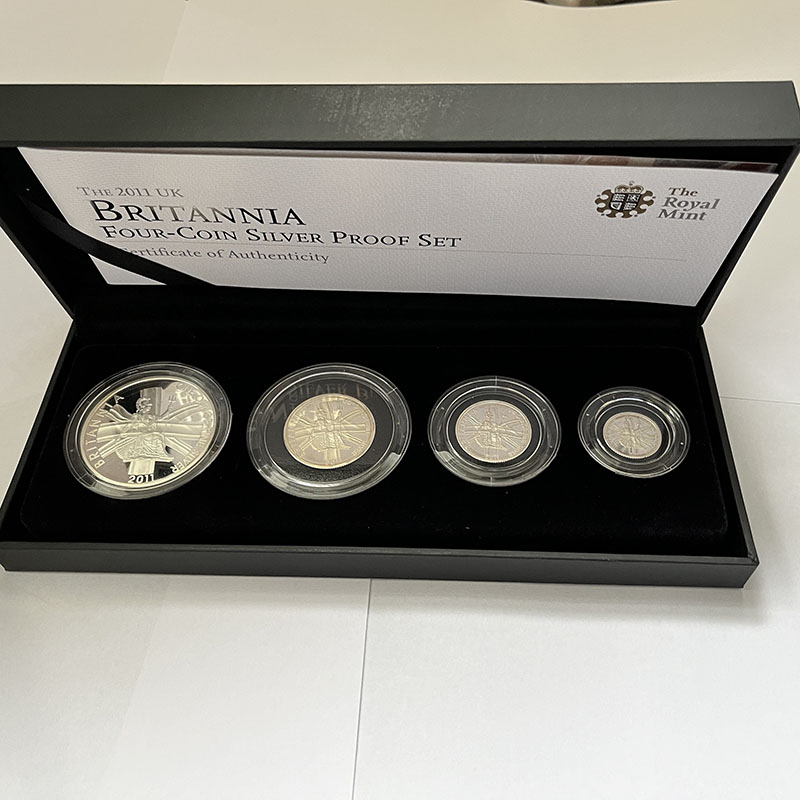 THE 2011 UK
BRITANNIA
FOUR-COIN SILVER PROOF SET
Certificate of Authenticity
The
Royal
Mint
BRITANNIA
2011